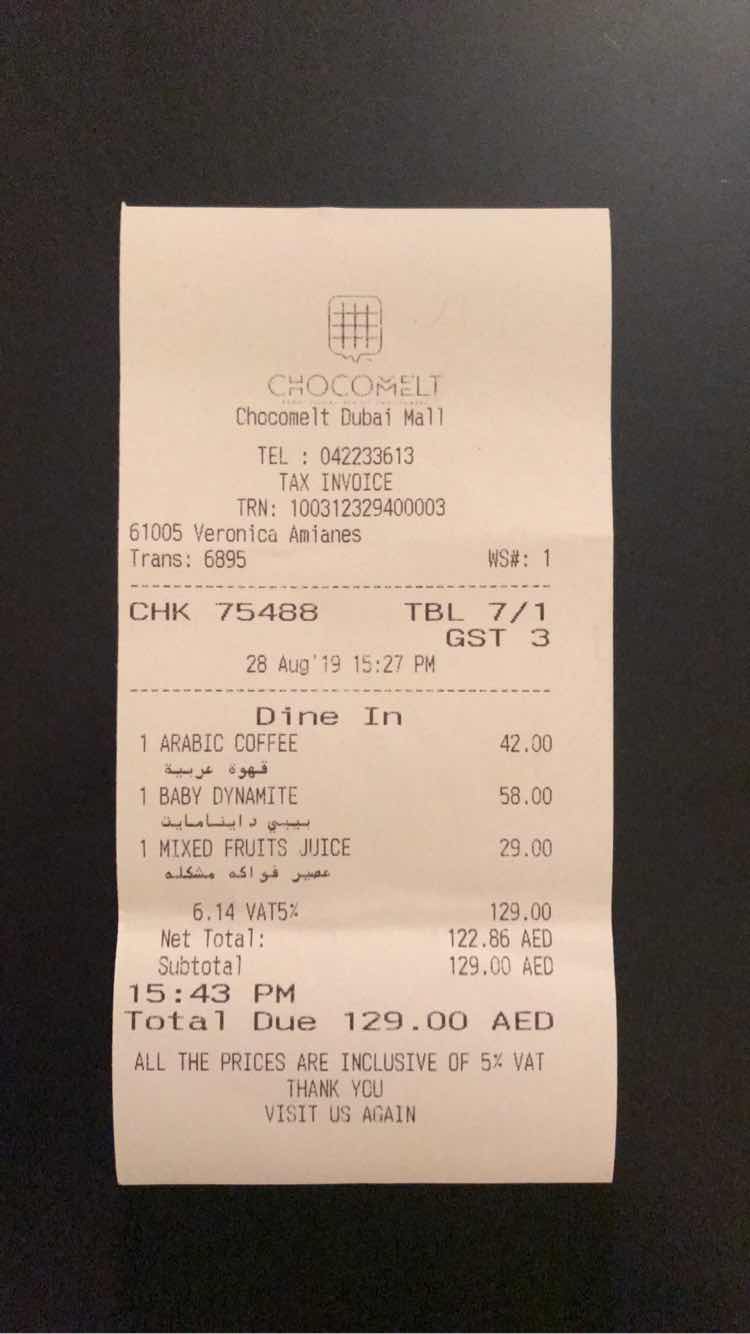 CHOCOMELT
Chocomelt Dubai Mall
TEL : 042233613
TAX INVOICE
TRN: 100312329400003
61005 Veronica Amianes
Trans: 6895 WS#: 1
CHK 75488 TBL 7/1
GST 3
28 Aug'19 15:27 PM
Dine In
1 ARABIC COFFEE 42.00
قهوة عربية
1 BABY DYNAMITE 58.00
بيبي داينامايت
1 MIXED FRUITS JUICE 29.00
عصير فواكه مشكله
6.14 VAT5% 129.00
Net Total: 122.86 AED
Subtotal 129.00 AED
15:43 PM
Total Due 129.00 AED
ALL THE PRICES ARE INCLUSIVE OF 5% VAT
THANK YOU
VISIT US AGAIN